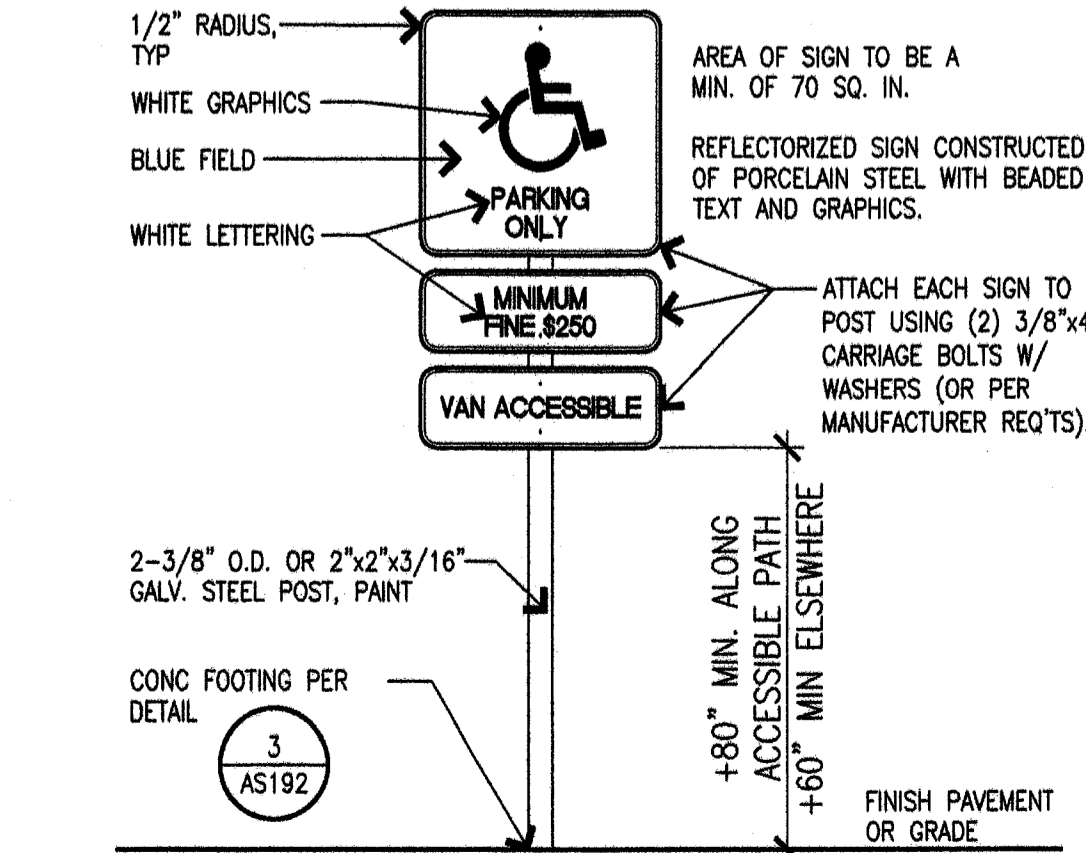 1/2" RADIUS,
TYP
WHITE GRAPHICS
BLUE FIELD
WHITE LETTERING
PARKING
ONLY
MINIMUM
FINE $250
VAN ACCESSIBLE
AREA OF SIGN TO BE A
MIN. OF 70 SQ. IN.
REFLECTORIZED SIGN CONSTRUCTED
OF PORCELAIN STEEL WITH BEADED
TEXT AND GRAPHICS.
ATTACH EACH SIGN TO
POST USING (2) 3/8"x4
CARRIAGE BOLTS W/
WASHERS (OR PER
MANUFACTURER REQ'TS).
2-3/8" O.D. OR 2"x2"x3/16"
GALV. STEEL POST, PAINT
CONC FOOTING PER
DETAIL
3
AS192
+80" MIN. ALONG
ACCESSIBLE PATH
+60" MIN ELSEWHERE
FINISH PAVEMENT
OR GRADE